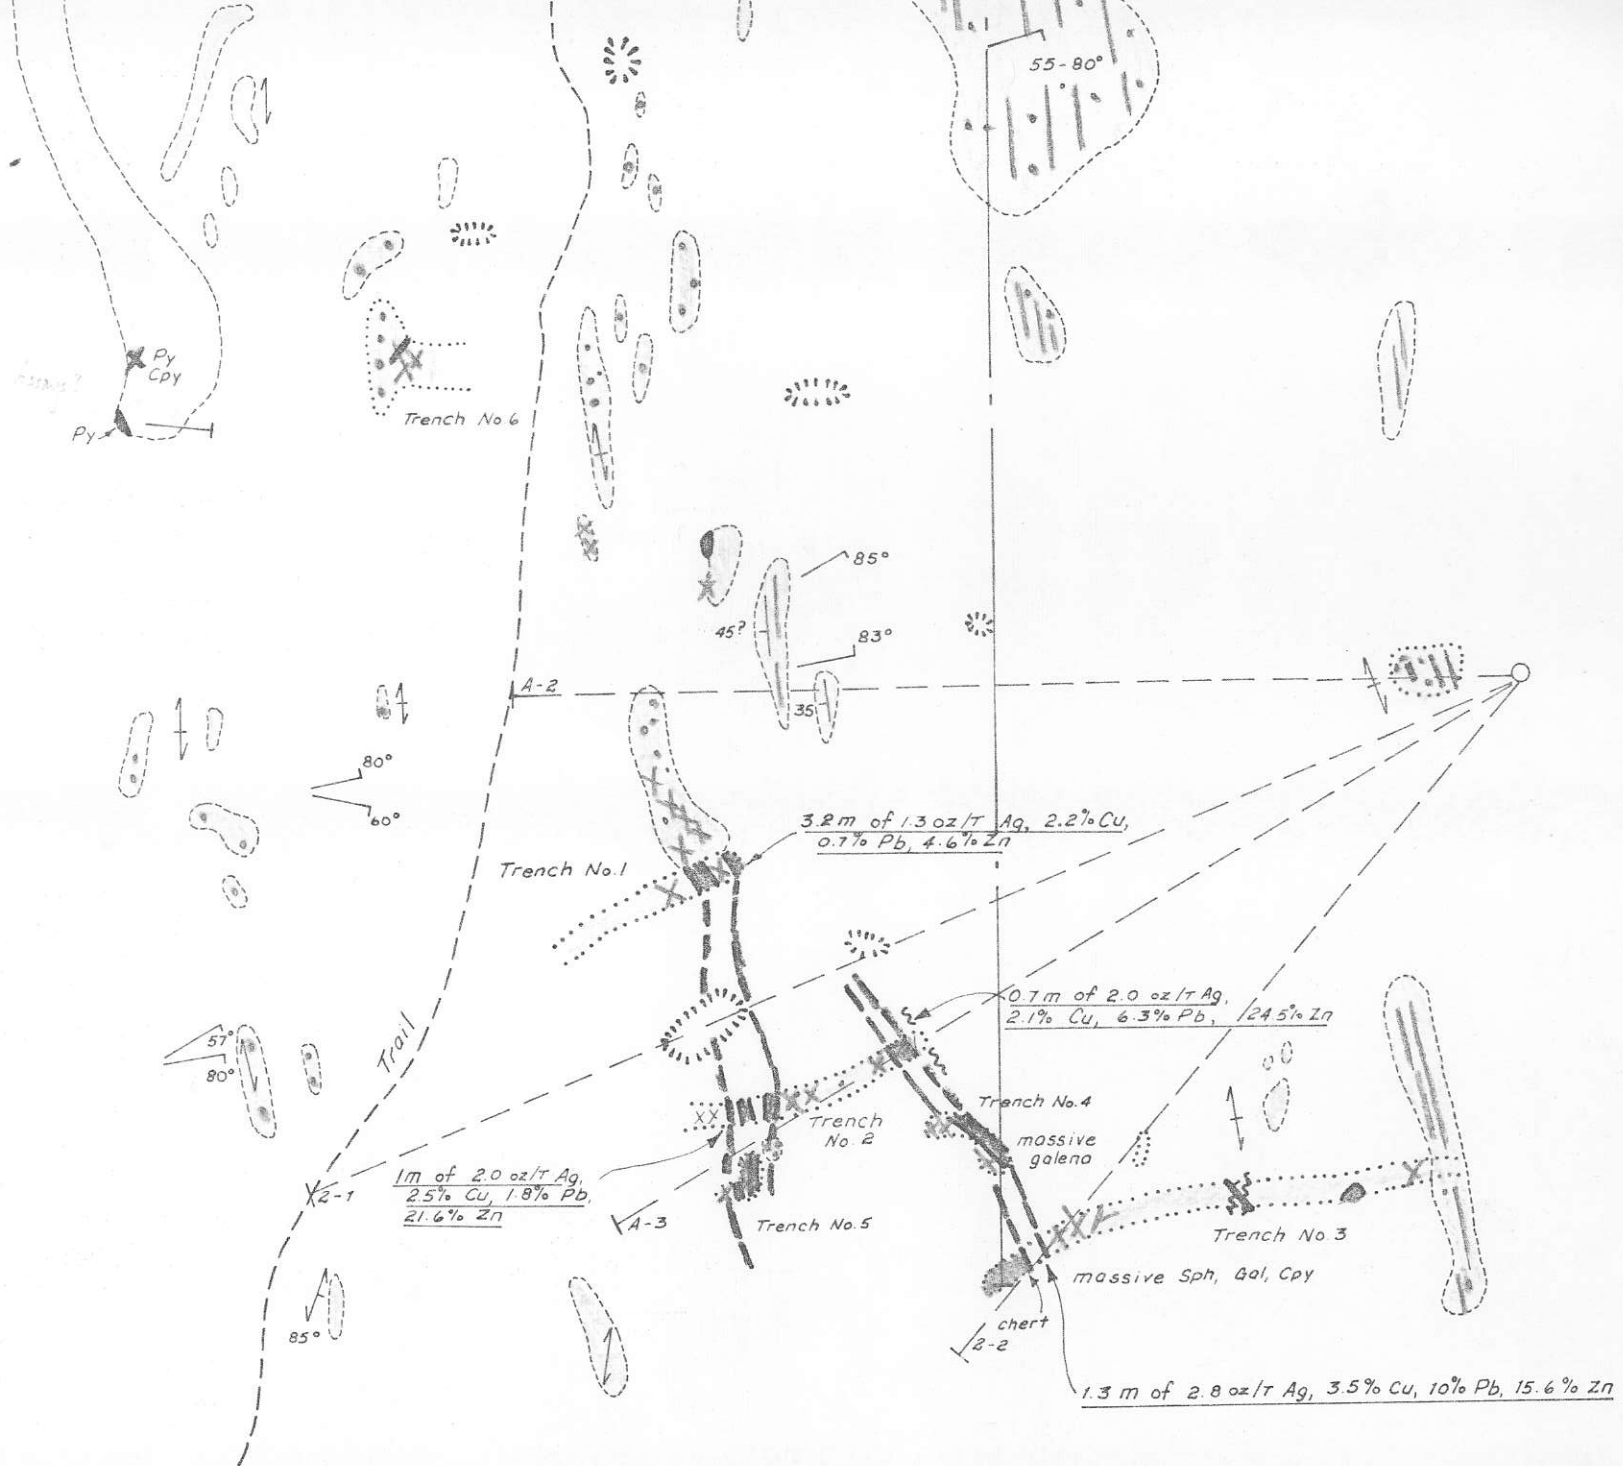 55-80°
Py
Cpy
Py
Trench No 6
85°
45?
83°
A-2
35
80°
60°
3.2m of 1.3 oz/T Ag, 2.2% Cu,
0.7% Pb, 4.6% Zn
Trench No.1
0.7m of 2.0 oz/T Ag,
2.1% Cu, 6.3% Pb, 24.5% Zn
Trail
57°
80°
Trench No.4
Trench
No. 2
massive
galena
1m of 2.0 oz/T Ag,
2.5% Cu, 1.8% Pb,
21.6% Zn
2-1
A-3
Trench No.5
Trench No.3
massive Sph, Gal, Cpy
chert
85°
2-2
1.3 m of 2.8 oz/T Ag, 3.5% Cu, 10% Pb, 15.6% Zn